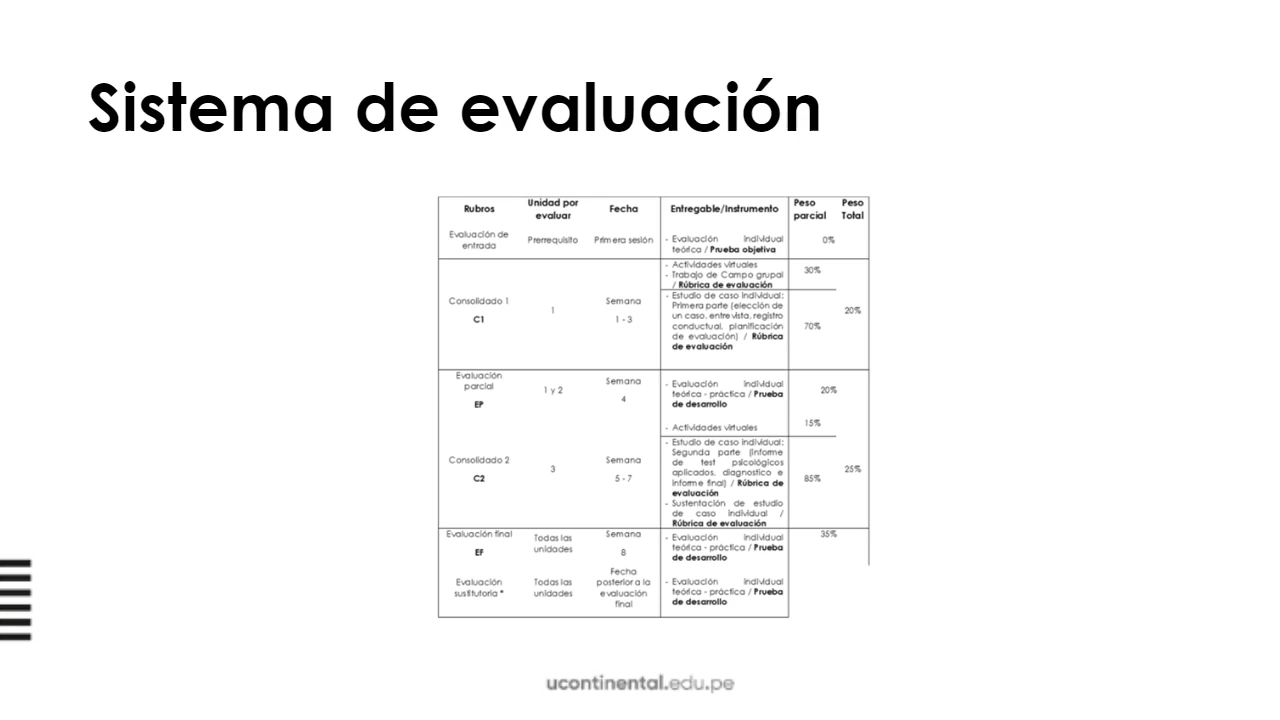 Sistema de evaluación
Rubros
Unidad por
evaluar
Fecha
Entregable/Instrumento
Peso
parcial
Peso
Total
Evaluación de
entrada
Prerrequisito
Primera sesión
- Evaluación individual
teórica / Prueba objetiva
0%
Consolidado 1
C1
1
Semana
1 - 3
- Actividades virtuales
- Trabajo de Campo grupal
/ Rúbrica de evaluación
30%
- Estudio de caso individual:
Primera parte (elección de
un caso, entrevista, registro
conductual, planificación
de evaluación) / Rúbrica
de evaluación
70%
20%
Evaluación
parcial
EP
1 y 2
Semana
4
- Evaluación individual
teórica - práctica / Prueba
de desarrollo
20%
Consolidado 2
C2
3
Semana
5 - 7
- Actividades virtuales
15%
- Estudio de caso individual:
Segunda parte (Informe
de test psicológicos
aplicados, diagnostico e
informe final) / Rúbrica de
evaluación
- Sustentación de estudio
de caso individual /
Rúbrica de evaluación
85%
25%
Evaluación final
EF
Todas las
unidades
Semana
8
- Evaluación individual
teórica - práctica / Prueba
de desarrollo
35%
Evaluación
sustitutoria *
Todas las
unidades
Fecha
posterior a la
evaluación
final
- Evaluación individual
teórica - práctica / Prueba
de desarrollo
ucontinental.edu.pe